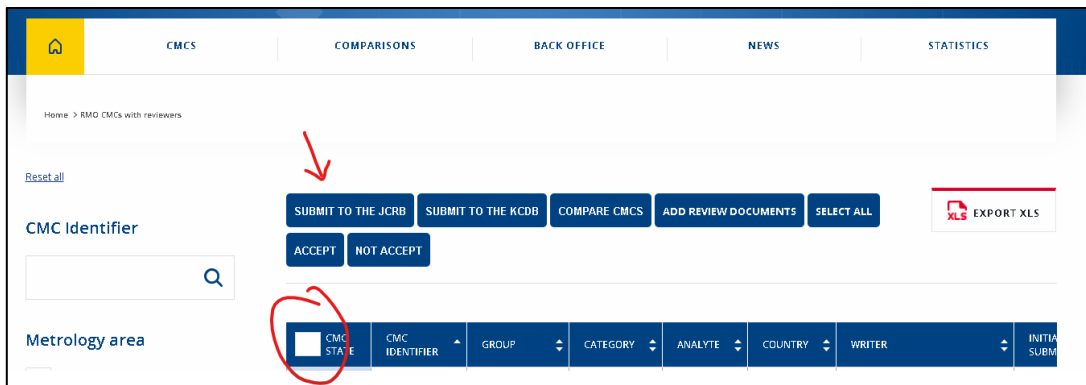 CMCS COMPARISONS BACK OFFICE NEWS STATISTICS
Home > RMO CMCs with reviewers
Reset all
SUBMIT TO THE JCRB SUBMIT TO THE KCDB COMPARE CMCS ADD REVIEW DOCUMENTS SELECT ALL
XLS EXPORT XLS
CMC Identifier
ACCEPT NOT ACCEPT
Metrology area
CMC STATE CMC IDENTIFIER GROUP CATEGORY ANALYTE COUNTRY WRITER INITIA SUBM